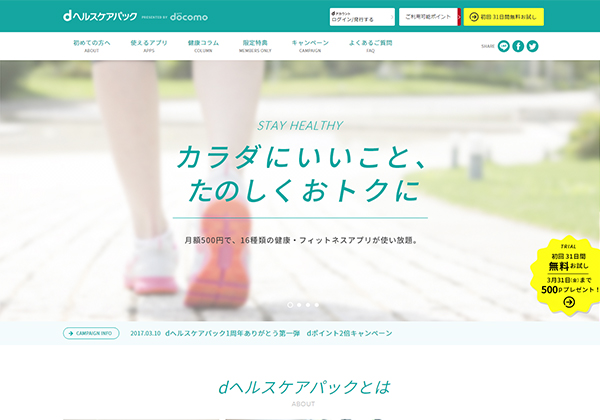 dヘルスケアパック PRESENTED BY döcomo
dアカウント
ログイン/発行する
ご利用可能ポイント
初回31日間無料お試し
初めての方へ
ABOUT
使えるアプリ
APPS
健康コラム
COLUMN
限定特典
MEMBERS ONLY
キャンペーン
CAMPAIGN
よくあるご質問
FAQ
SHARE
STAY HEALTHY
カラダにいいこと、
たのしくおトクに
月額500円で、16種類の健康・フィットネスアプリが使い放題。
TRIAL
初回31日間
無料お試し
3月31日(金)まで
500pプレゼント!
CAMPAIGN INFO
2017.03.10 dヘルスケアパック1周年ありがとう第一弾 dポイント2倍キャンペーン
dヘルスケアパックとは
ABOUT